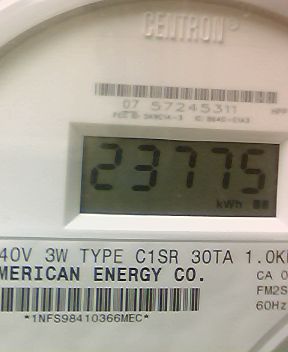 CENTRON®
07 57245311
23775
kWh
40V 3W TYPE C1SR 30TA 1.0K
MERICAN ENERGY CO.
CA 0
FM2S
60Hz
*1NFS98410366MEC*